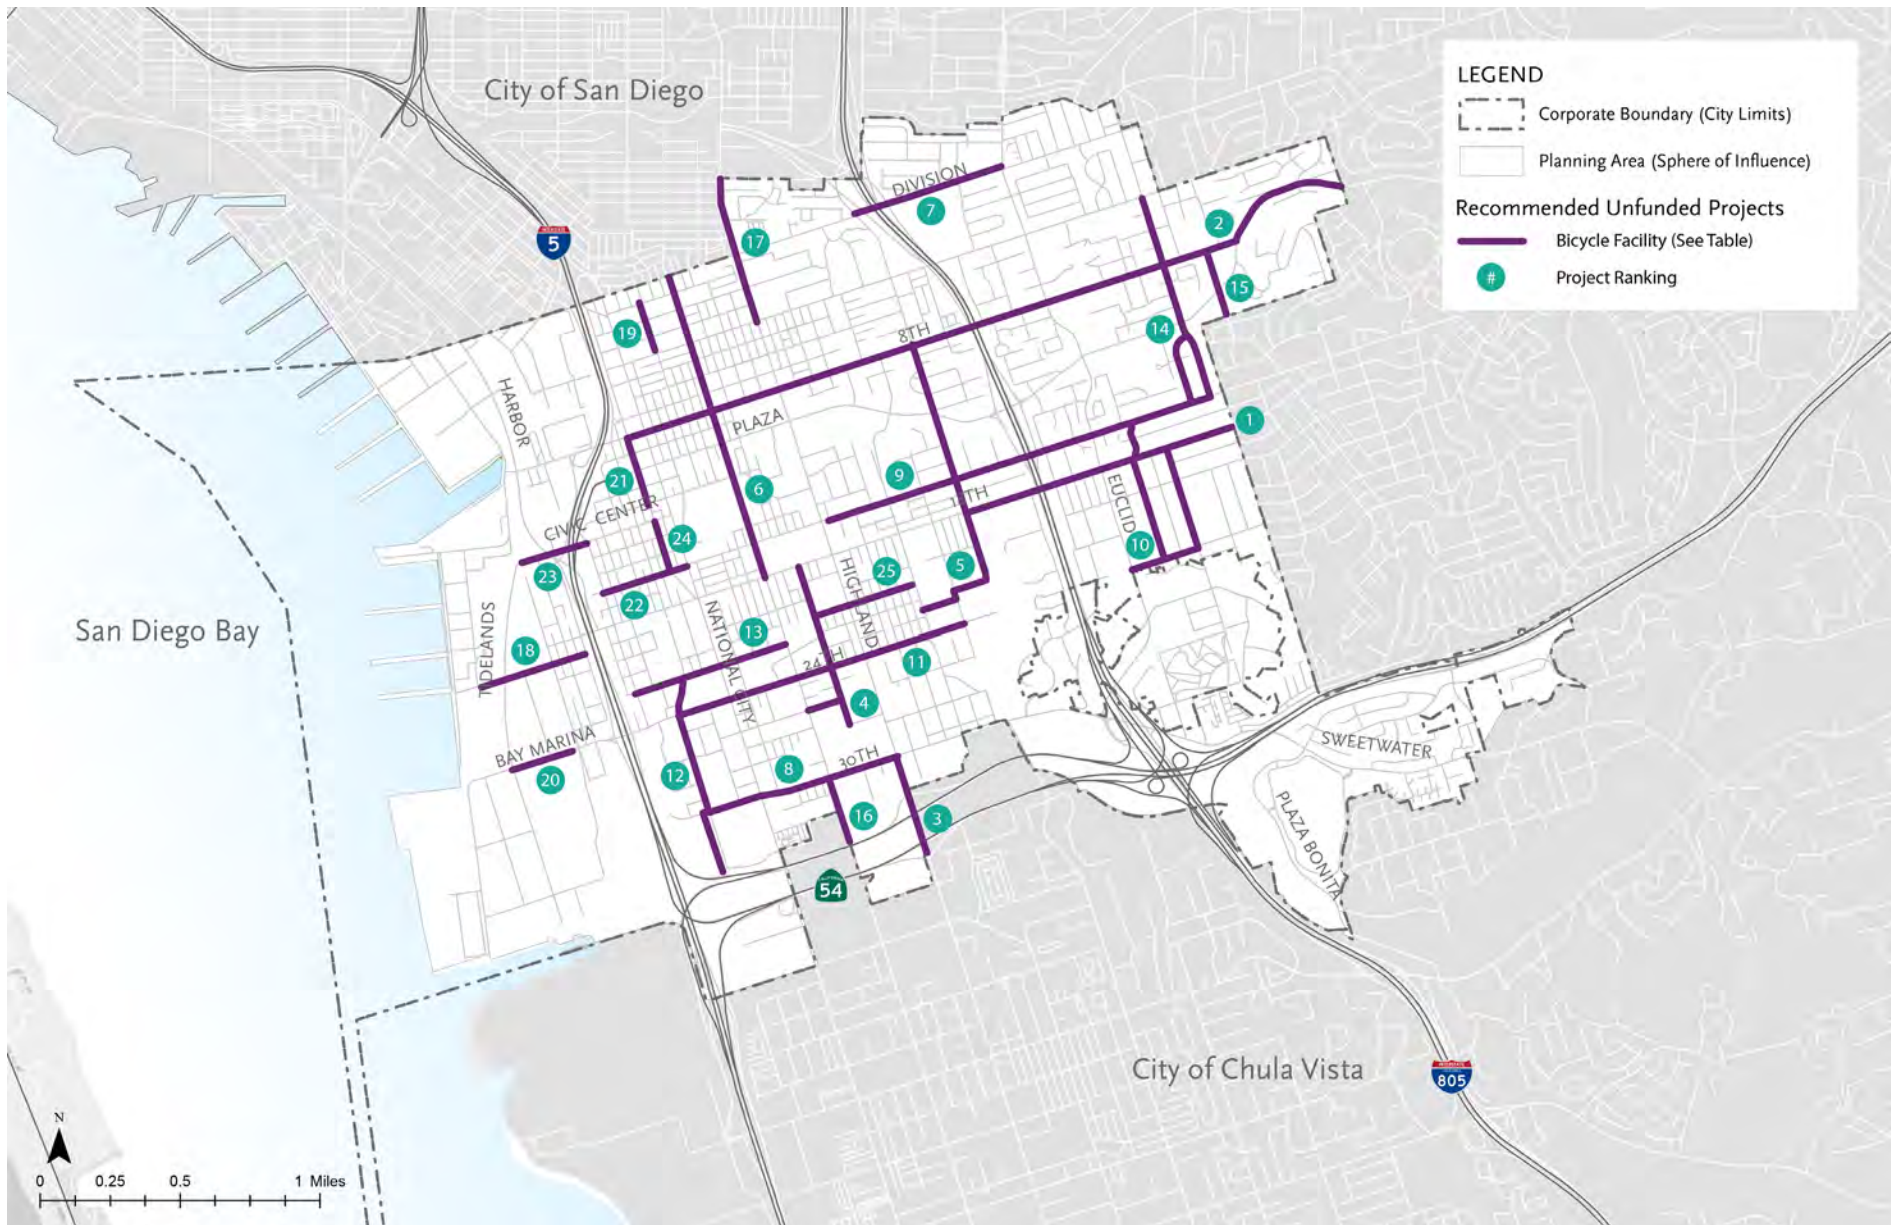 City of San Diego
LEGEND
Corporate Boundary (City Limits)
Planning Area (Sphere of Influence)
Recommended Unfunded Projects
Bicycle Facility (See Table)
# Project Ranking
DIVISION
7
2
17
5
15
19
14
8TH
HARBOR
PLAZA
1
21
6
9
18TH
EUCLID
CIVIC CENTER
24
10
23
HIGHLAND
25
5
22
San Diego Bay
TIDELANDS
NATIONAL CITY
13
18
24TH
11
4
BAY MARINA
SWEETWATER
30TH
20
12
8
16
3
PLAZA BONITA
54
City of Chula Vista
805
N
0 0.25 0.5 1 Miles